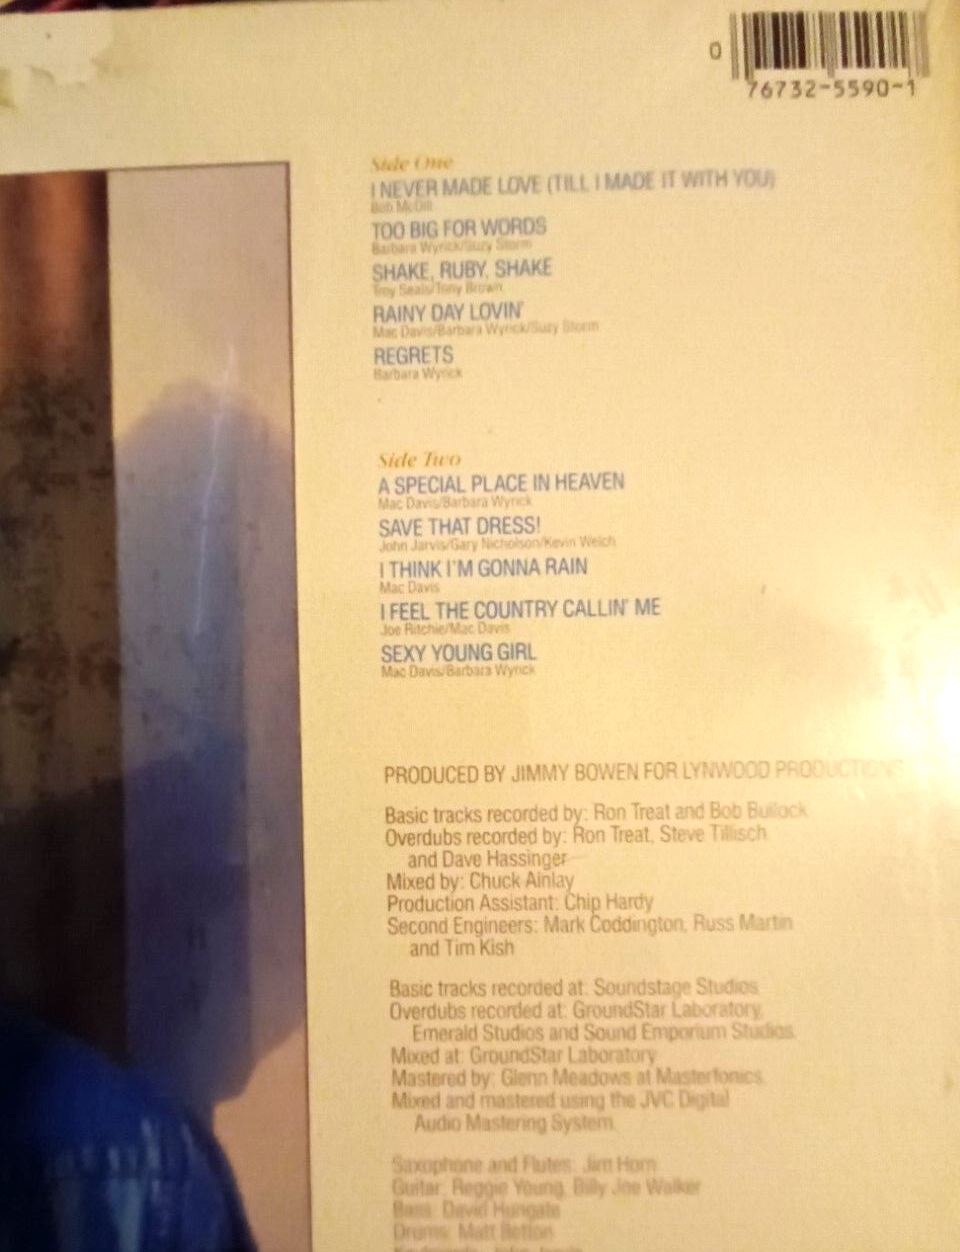 0
76732-5590-1
Side One
I NEVER MADE LOVE (TILL I MADE IT WITH YOU)
Bob McDill
TOO BIG FOR WORDS
Barbara Wyrick/Suzy Storm
SHAKE, RUBY, SHAKE
Troy Seals/Tony Brown
RAINY DAY LOVIN'
Mac Davis/Barbara Wyrick/Suzy Storm
REGRETS
Barbara Wyrick
Side Two
A SPECIAL PLACE IN HEAVEN
Mac Davis/Barbara Wyrick
SAVE THAT DRESS!
John Jarvis/Gary Nicholson/Kevin Welch
I THINK I'M GONNA RAIN
Mac Davis
I FEEL THE COUNTRY CALLIN' ME
Joe Ritchie/Mac Davis
SEXY YOUNG GIRL
Mac Davis/Barbara Wyrick
PRODUCED BY JIMMY BOWEN FOR LYNWOOD PRODUCTIONS
Basic tracks recorded by: Ron Treat and Bob Bullock
Overdubs recorded by: Ron Treat, Steve Tillisch
and Dave Hassinger
Mixed by: Chuck Ainlay
Production Assistant: Chip Hardy
Second Engineers: Mark Coddington, Russ Martin
and Tim Kish
Basic tracks recorded at: Soundstage Studios
Overdubs recorded at: GroundStar Laboratory,
Emerald Studios and Sound Emporium Studios
Mixed at: GroundStar Laboratory
Mastered by: Glenn Meadows at Masterfonics
Mixed and mastered using the JVC Digital
Audio Mastering System
Saxophone and Flutes: Jim Horn
Guitar: Reggie Young, Billy Joe Walker
Bass: David Hungate
Drums: Matt Betton